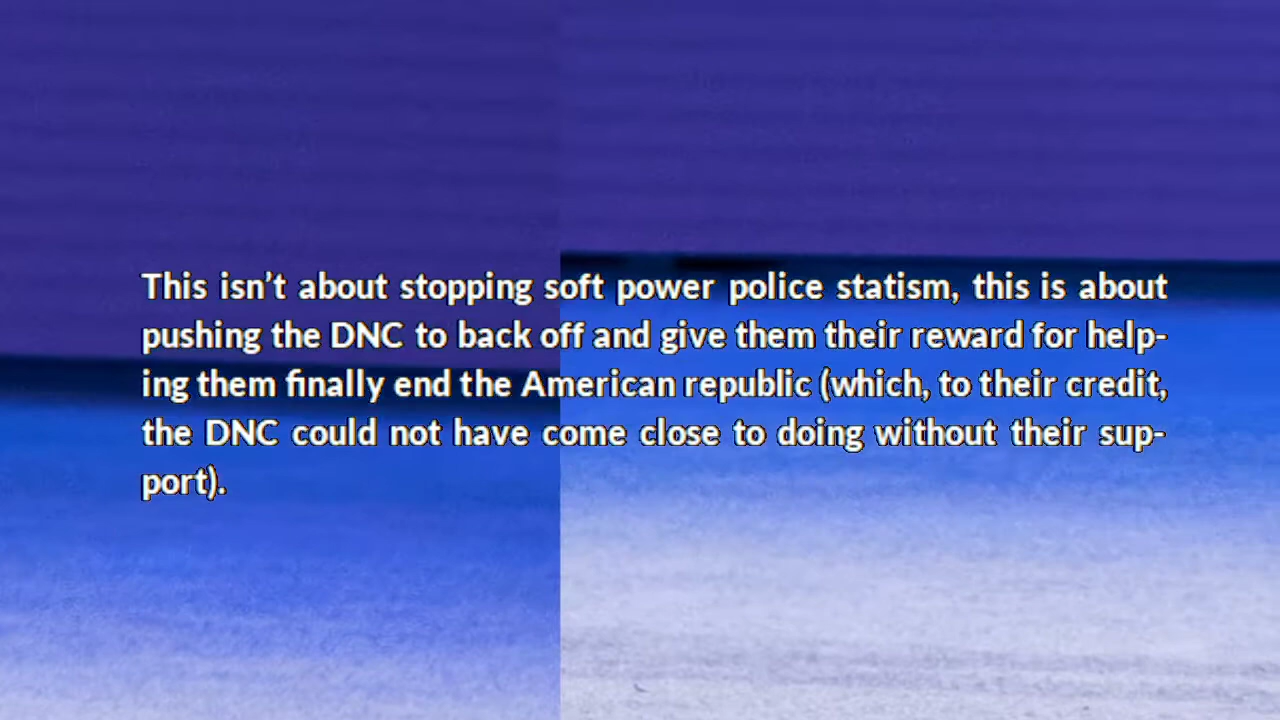 This isn’t about stopping soft power police statism, this is about
pushing the DNC to back off and give them their reward for help-
ing them finally end the American republic (which, to their credit,
the DNC could not have come close to doing without their sup-
port).